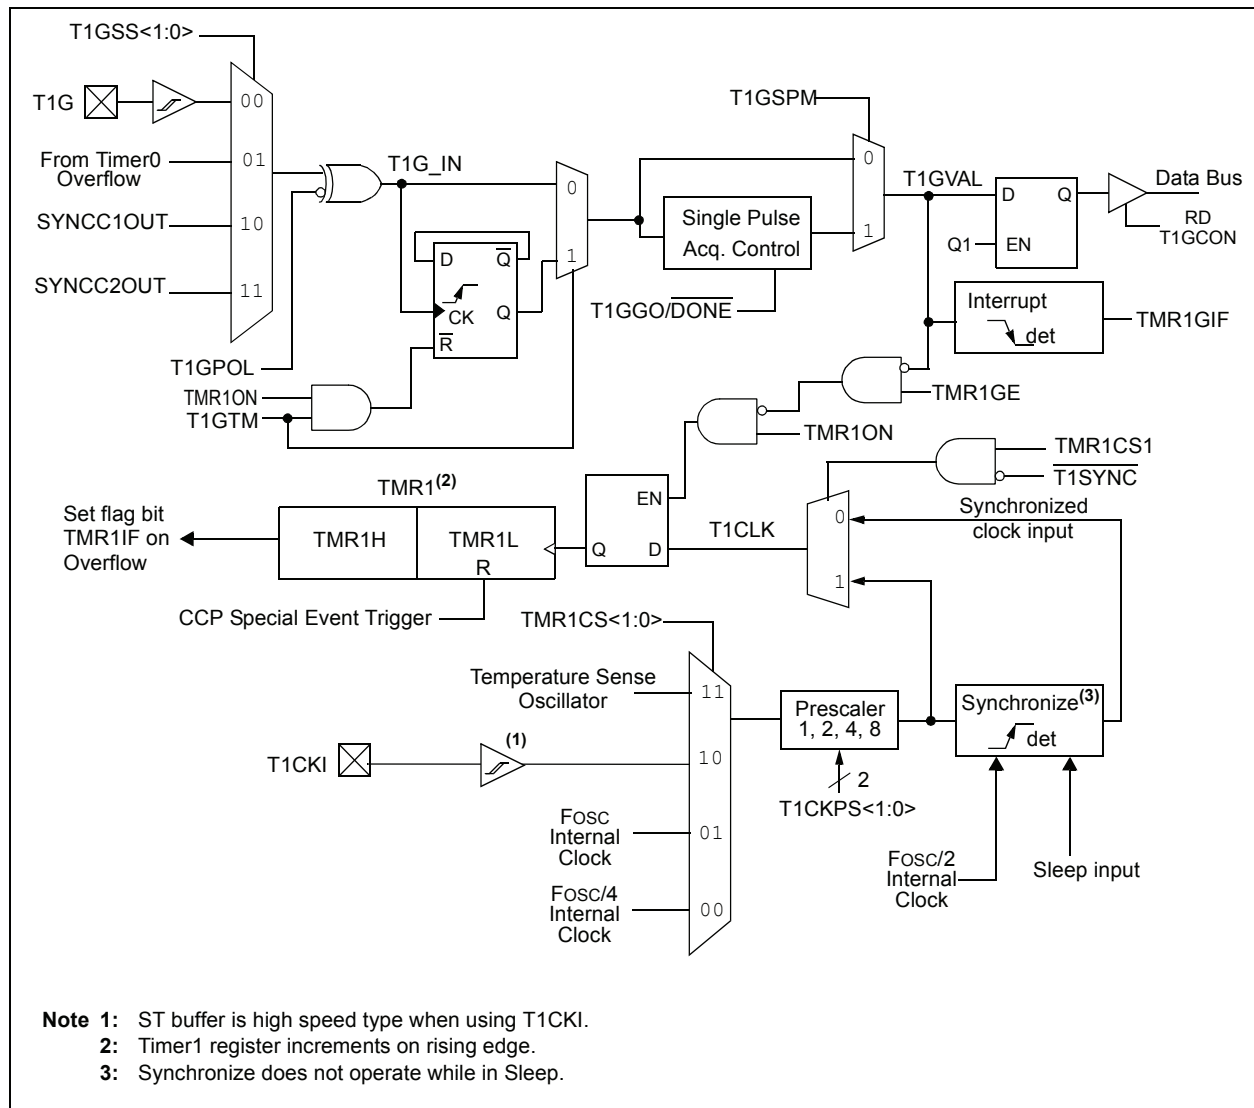 T1GSS<1:0>
T1G
00
From Timer0
Overflow
01
SYNCC1OUT
10
SYNCC2OUT
11
T1GPOL
T1G_IN
0
1
D
Q
CK
Q
R
TMR1ON
T1GTM
T1GSPM
0
1
Single Pulse
Acq. Control
T1GGO/DONE
T1GVAL
D
Q
Q1
EN
Data Bus
RD
T1GCON
Interrupt
det
TMR1GIF
TMR1GE
TMR1ON
TMR1CS1
T1SYNC
TMR1(2)
Set flag bit
TMR1IF on
Overflow
TMR1H
TMR1L
R
CCP Special Event Trigger
EN
Q
D
T1CLK
0
1
Synchronized
clock input
TMR1CS<1:0>
Temperature Sense
Oscillator
11
T1CKI
(1)
10
FOSC
Internal
Clock
01
FOSC/4
Internal
Clock
00
Prescaler
1, 2, 4, 8
2
T1CKPS<1:0>
Synchronize(3)
det
FOSC/2
Internal
Clock
Sleep input
Note 1: ST buffer is high speed type when using T1CKI.
2: Timer1 register increments on rising edge.
3: Synchronize does not operate while in Sleep.